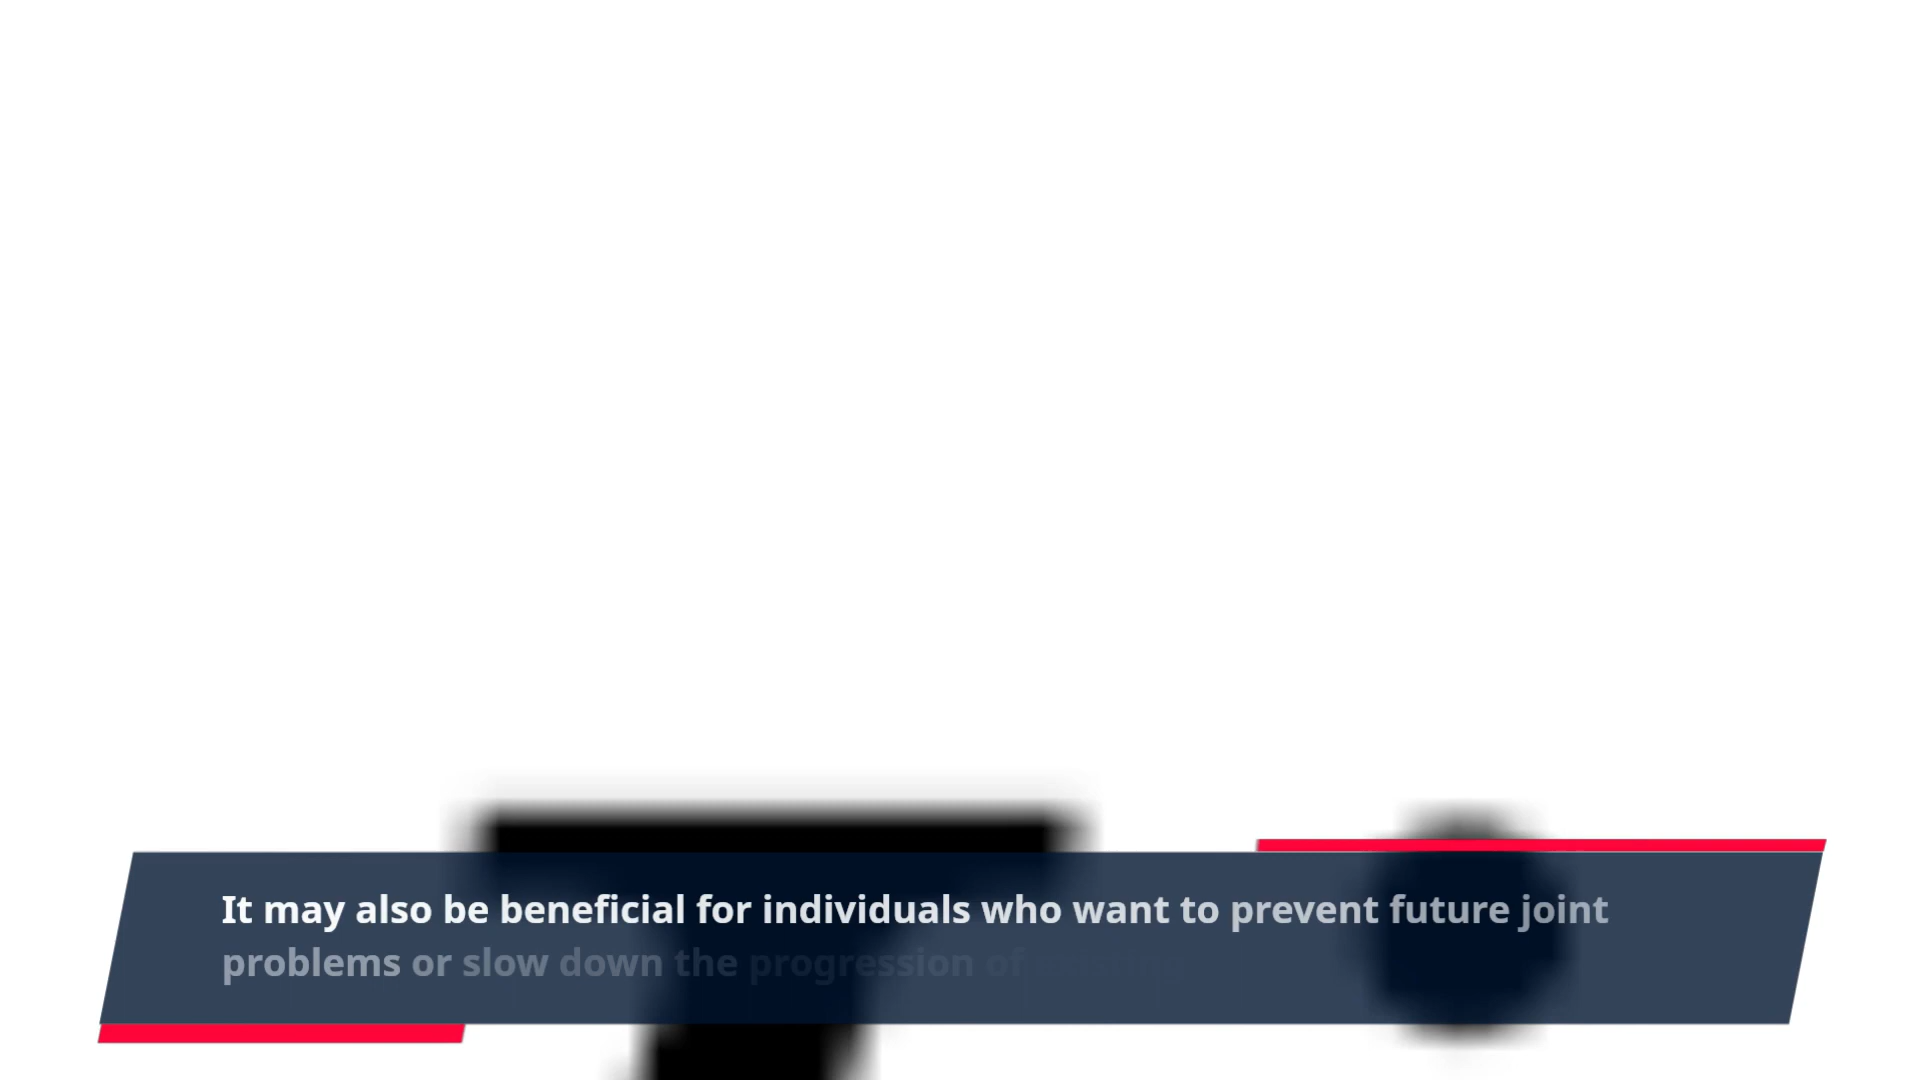 It may also be beneficial for individuals who want to prevent future joint
problems or slow down the progression of